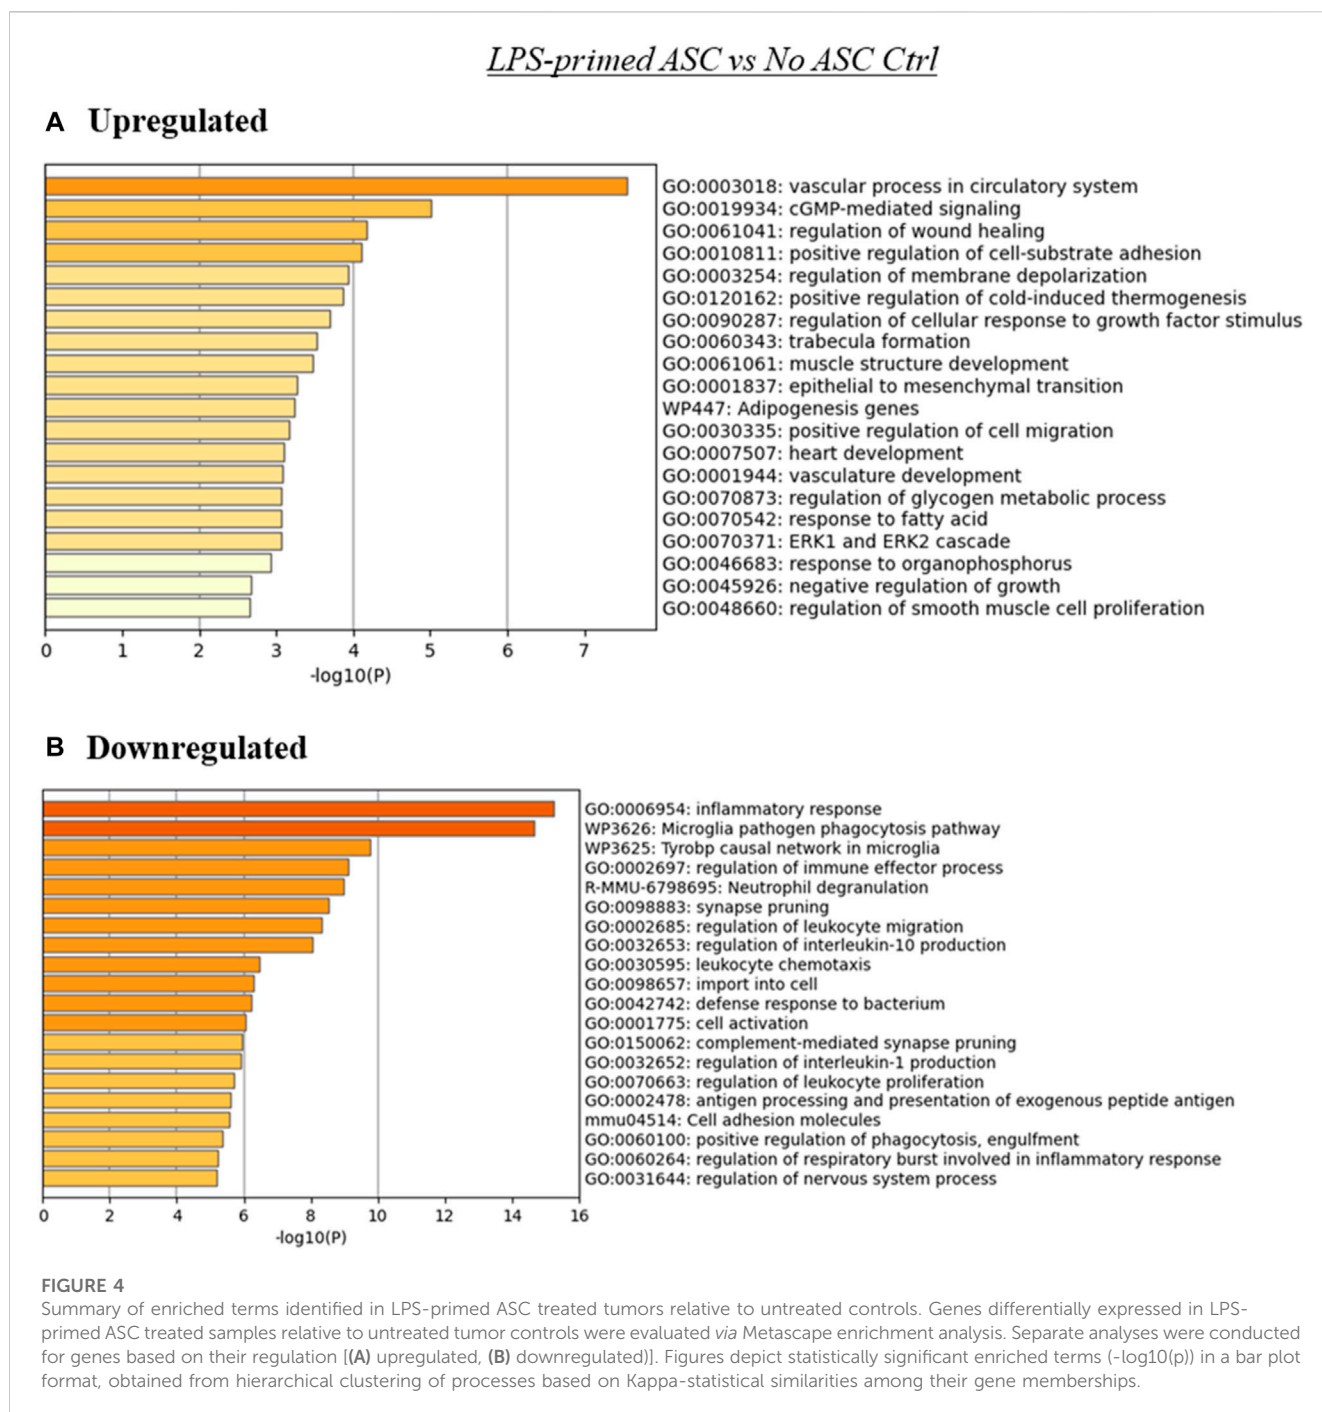 LPS-primed ASC vs No ASC Ctrl
A Upregulated
GO:0003018: vascular process in circulatory system
GO:0019934: cGMP-mediated signaling
GO:0061041: regulation of wound healing
GO:0010811: positive regulation of cell-substrate adhesion
GO:0003254: regulation of membrane depolarization
GO:0120162: positive regulation of cold-induced thermogenesis
GO:0090287: regulation of cellular response to growth factor stimulus
GO:0060343: trabecula formation
GO:0061061: muscle structure development
GO:0001837: epithelial to mesenchymal transition
WP447: Adipogenesis genes
GO:0030335: positive regulation of cell migration
GO:0007507: heart development
GO:0001944: vasculature development
GO:0070873: regulation of glycogen metabolic process
GO:0070542: response to fatty acid
GO:0070371: ERK1 and ERK2 cascade
GO:0046683: response to organophosphorus
GO:0045926: negative regulation of growth
GO:0048660: regulation of smooth muscle cell proliferation
0 1 2 3 4 5 6 7
-log10(P)
B Downregulated
GO:0006954: inflammatory response
WP3626: Microglia pathogen phagocytosis pathway
WP3625: Tyrobp causal network in microglia
GO:0002697: regulation of immune effector process
R-MMU-6798695: Neutrophil degranulation
GO:0098883: synapse pruning
GO:0002685: regulation of leukocyte migration
GO:0032653: regulation of interleukin-10 production
GO:0030595: leukocyte chemotaxis
GO:0098657: import into cell
GO:0042742: defense response to bacterium
GO:0001775: cell activation
GO:0150062: complement-mediated synapse pruning
GO:0032652: regulation of interleukin-1 production
GO:0070663: regulation of leukocyte proliferation
GO:0002478: antigen processing and presentation of exogenous peptide antigen
mmu04514: Cell adhesion molecules
GO:0060100: positive regulation of phagocytosis, engulfment
GO:0060264: regulation of respiratory burst involved in inflammatory response
GO:0031644: regulation of nervous system process
0 2 4 6 8 10 12 14 16
-log10(P)
FIGURE 4
Summary of enriched terms identified in LPS-primed ASC treated tumors relative to untreated controls. Genes differentially expressed in LPS-
primed ASC treated samples relative to untreated tumor controls were evaluated via Metascape enrichment analysis. Separate analyses were conducted
for genes based on their regulation [(A) upregulated, (B) downregulated)]. Figures depict statistically significant enriched terms (-log10(p)) in a bar plot
format, obtained from hierarchical clustering of processes based on Kappa-statistical similarities among their gene memberships.